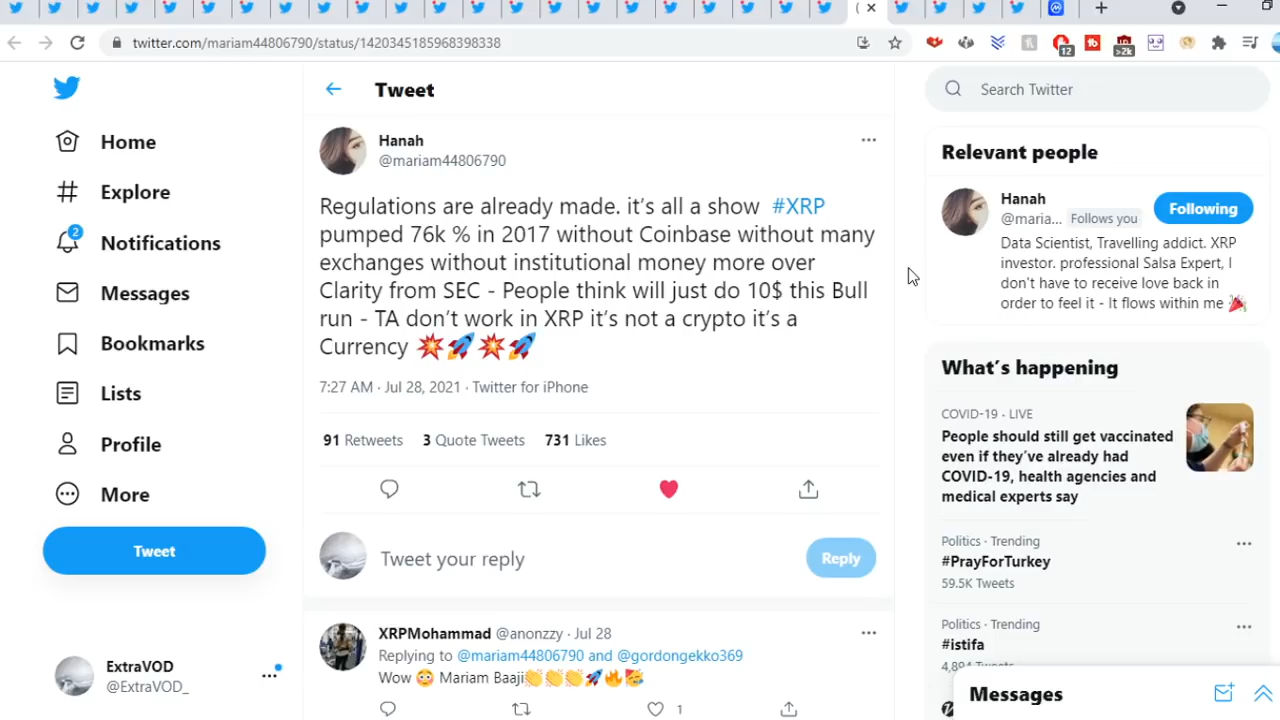 twitter.com/mariam44806790/status/1420345185968398338
12
>2k
Home
Explore
2
Notifications
Messages
Bookmarks
Lists
Profile
More
Tweet
ExtraVOD
@ExtraVOD_
Tweet
Hanah
@mariam44806790
Regulations are already made. it’s all a show #XRP
pumped 76k % in 2017 without Coinbase without many
exchanges without institutional money more over
Clarity from SEC - People think will just do 10$ this Bull
run - TA don’t work in XRP it’s not a crypto it’s a
Currency 💥🚀💥🚀
7:27 AM · Jul 28, 2021 · Twitter for iPhone
91 Retweets 3 Quote Tweets 731 Likes
Tweet your reply
Reply
XRPMohammad @anonzzy · Jul 28
Replying to @mariam44806790 and @gordongekko369
Wow 😳 Mariam Baaji👏👏👏🚀🔥🥳
1
Search Twitter
Relevant people
Hanah
@maria... Follows you
Following
Data Scientist, Travelling addict. XRP
investor. professional Salsa Expert, I
don't have to receive love back in
order to feel it - It flows within me 🎉
What’s happening
COVID-19 · LIVE
People should still get vaccinated
even if they’ve already had
COVID-19, health agencies and
medical experts say
Politics · Trending
#PrayForTurkey
59.5K Tweets
Politics · Trending
#istifa
4,894 Tweets
Messages